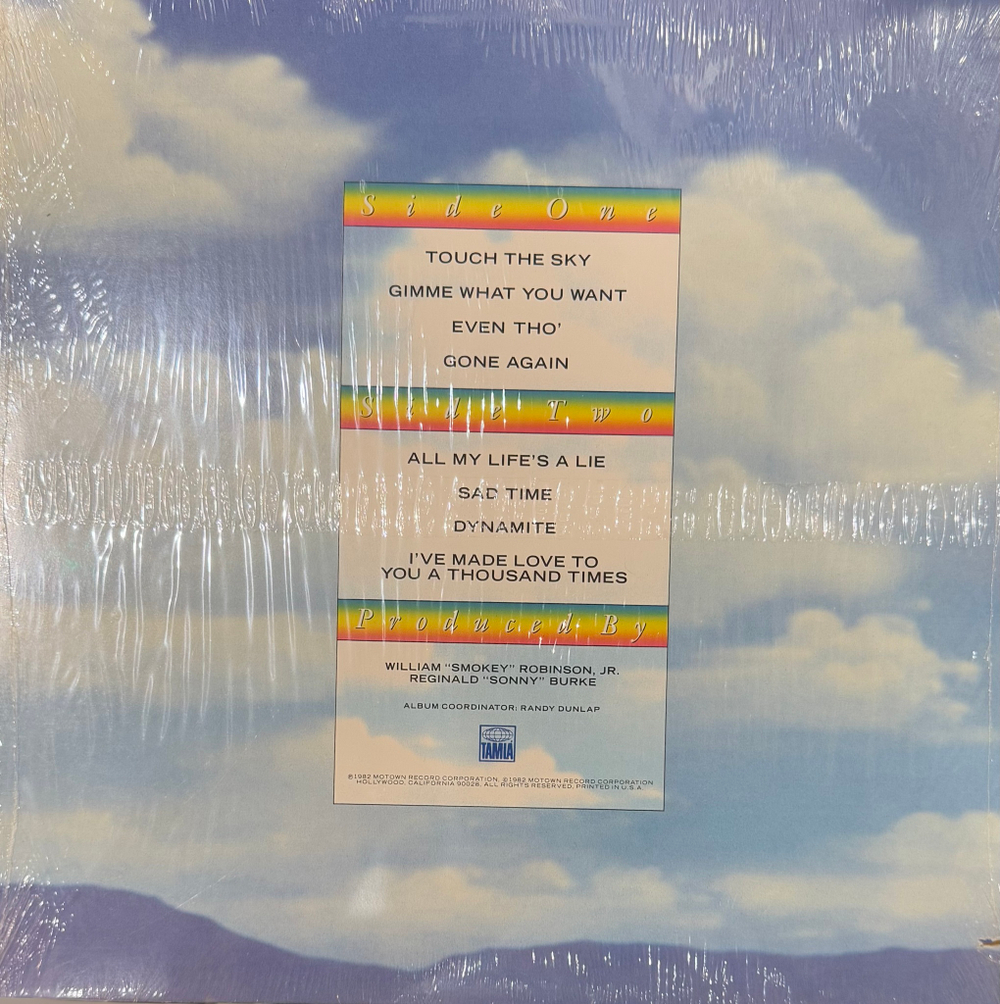 Side One
TOUCH THE SKY
GIMME WHAT YOU WANT
EVEN THO'
GONE AGAIN
Side Two
ALL MY LIFE'S A LIE
SAD TIME
DYNAMITE
I'VE MADE LOVE TO
YOU A THOUSAND TIMES
Produced By
WILLIAM "SMOKEY" ROBINSON, JR.
REGINALD "SONNY" BURKE
ALBUM COORDINATOR: RANDY DUNLAP
TAMLA
℗1982 MOTOWN RECORD CORPORATION. ©1982 MOTOWN RECORD CORPORATION
HOLLYWOOD, CALIFORNIA 90028. ALL RIGHTS RESERVED. PRINTED IN U.S.A.